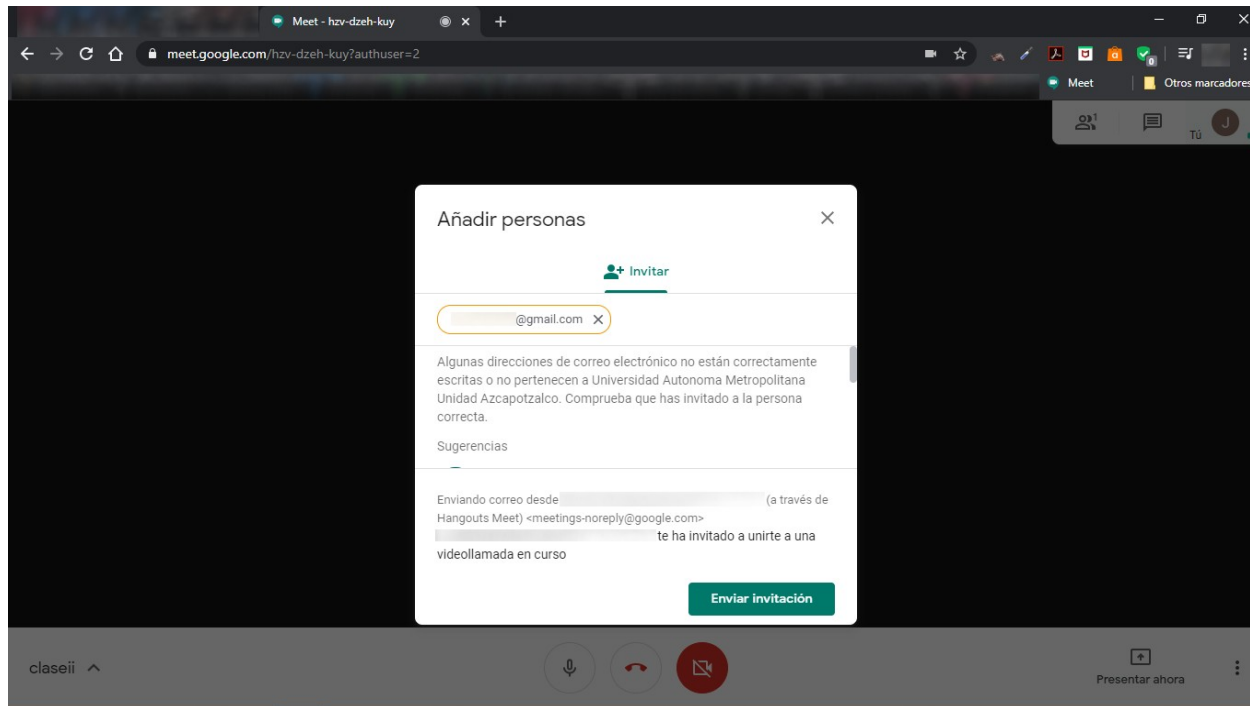 Meet - hzv-dzeh-kuy
meet.google.com/hzv-dzeh-kuy?authuser=2
0
Meet
Otros marcadores
1
Tú
J
Añadir personas
Invitar
@gmail.com
Algunas direcciones de correo electrónico no están correctamente
escritas o no pertenecen a Universidad Autonoma Metropolitana
Unidad Azcapotzalco. Comprueba que has invitado a la persona
correcta.
Sugerencias
Enviando correo desde (a través de
Hangouts Meet) <meetings-noreply@google.com>
te ha invitado a unirte a una
videollamada en curso
Enviar invitación
claseii
Presentar ahora